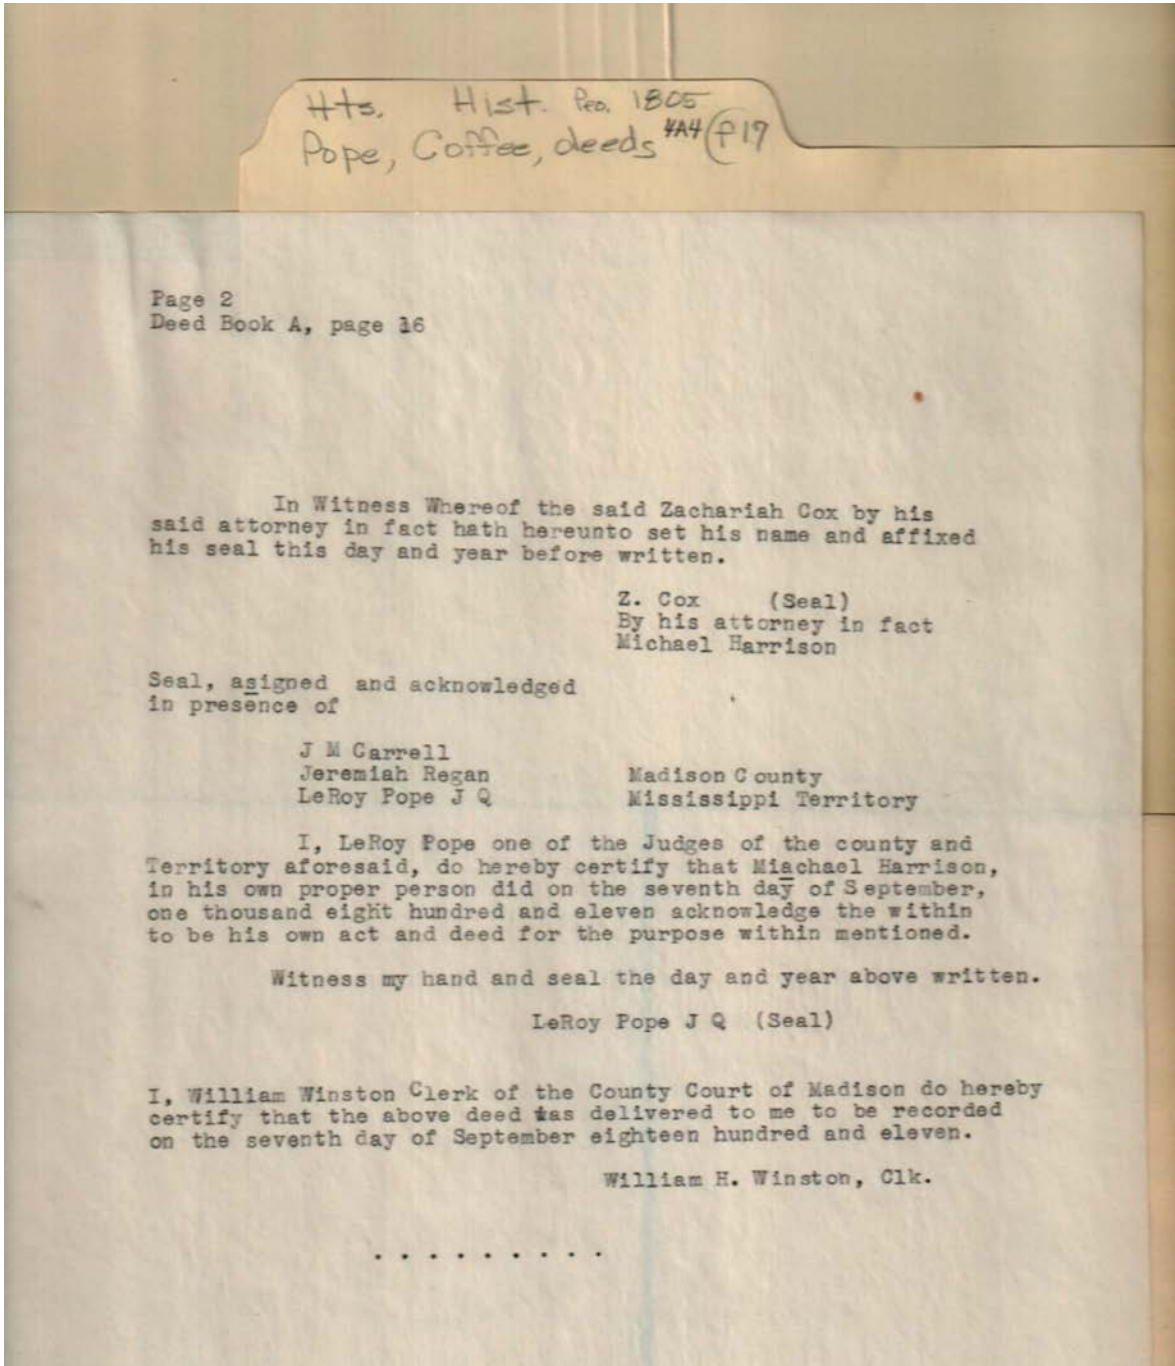 Hts. Hist. Peo. 1805
Pope, Coffee, deeds 4A4 (P17
Page 2
Deed Book A, page 16
In Witness Whereof the said Zachariah Cox by his
said attorney in fact hath hereunto set his name and affixed
his seal this day and year before written.
Z. Cox (Seal)
By his attorney in fact
Michael Harrison
Seal, asigned and acknowledged
in presence of
J M Carrell
Jeremiah Regan
LeRoy Pope J Q
Madison County
Mississippi Territory
I, LeRoy Pope one of the Judges of the county and
Territory aforesaid, do hereby certify that Miachael Harrison,
in his own proper person did on the seventh day of September,
one thousand eight hundred and eleven acknowledge the within
to be his own act and deed for the purpose within mentioned.
Witness my hand and seal the day and year above written.
LeRoy Pope J Q (Seal)
I, William Winston Clerk of the County Court of Madison do hereby
certify that the above deed was delivered to me to be recorded
on the seventh day of September eighteen hundred and eleven.
William H. Winston, Clk.
. . . . . . . . .